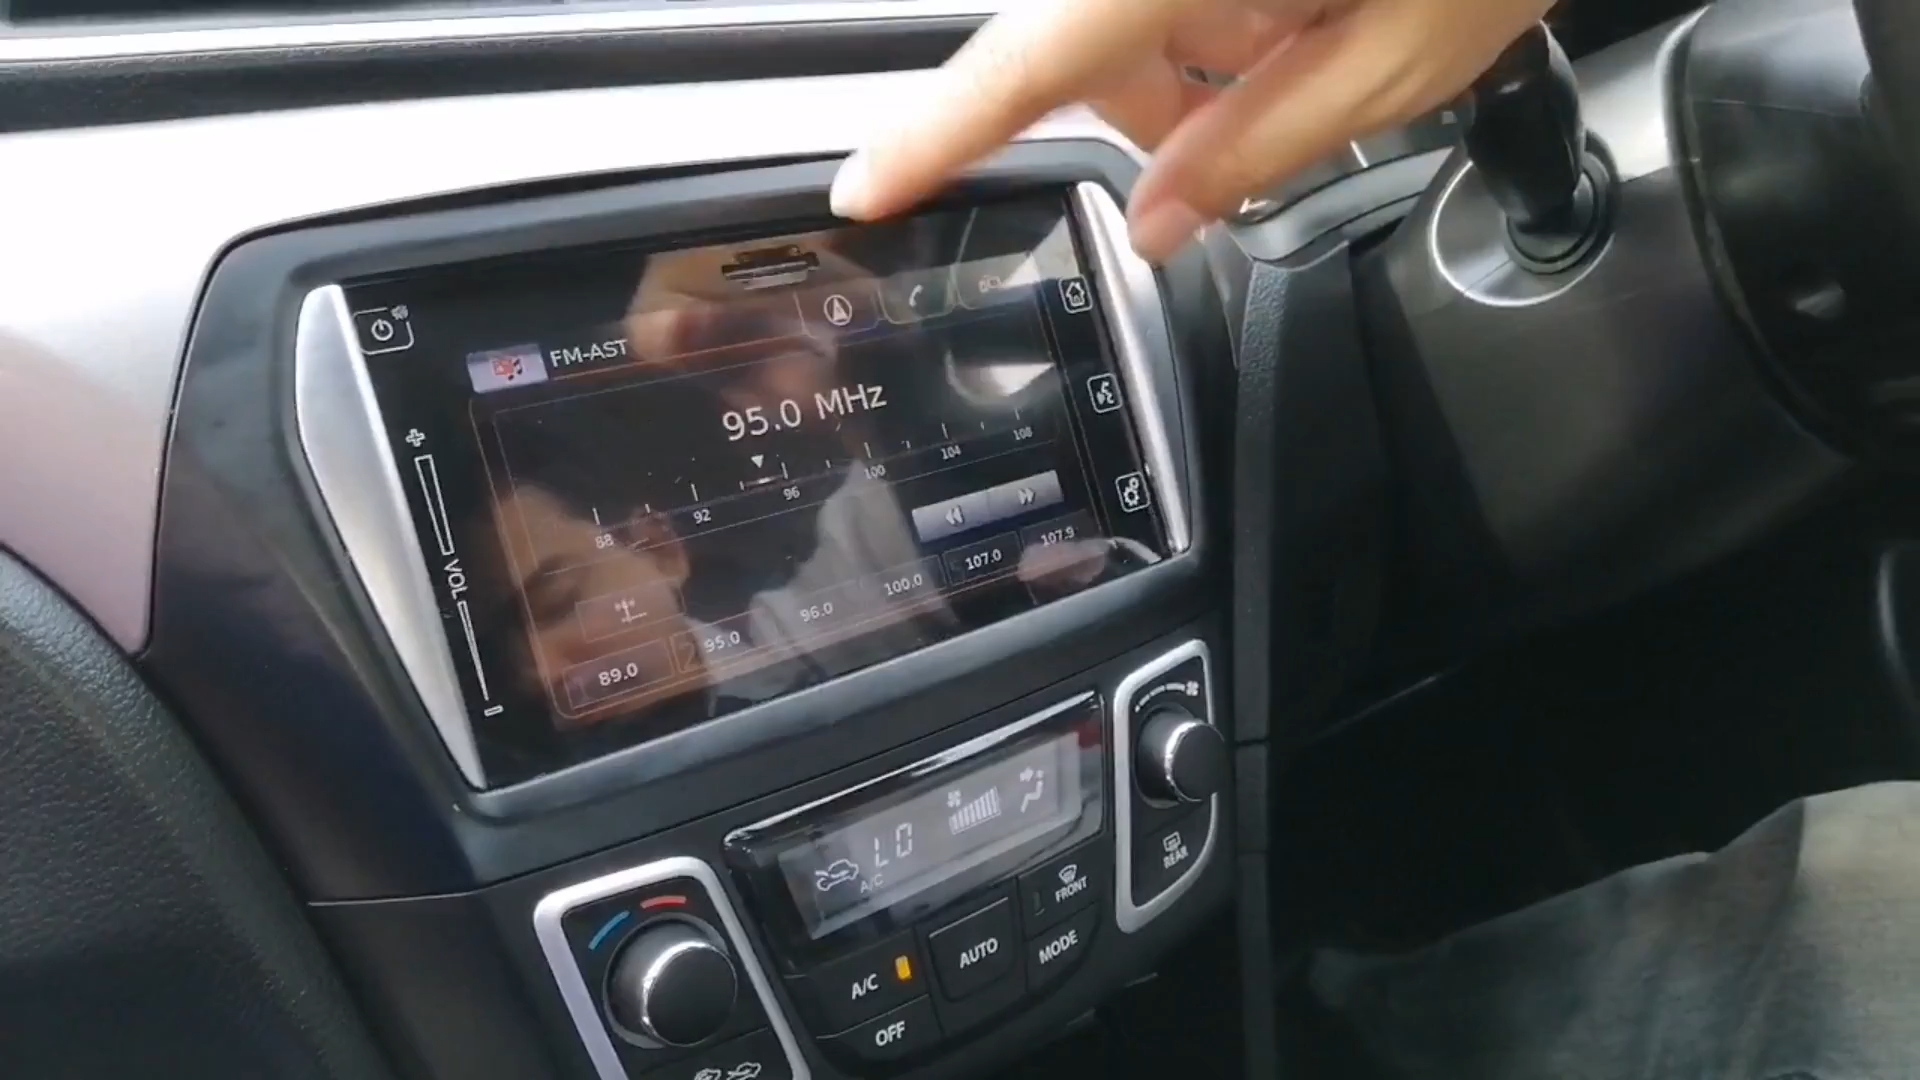 FM-AST
95.0 MHz
88 92 96 100 104 108
VOL
89.0 2 95.0 96.0 100.0 107.0 107.9
LO
A/C
REAR
FRONT
A/C AUTO MODE
OFF